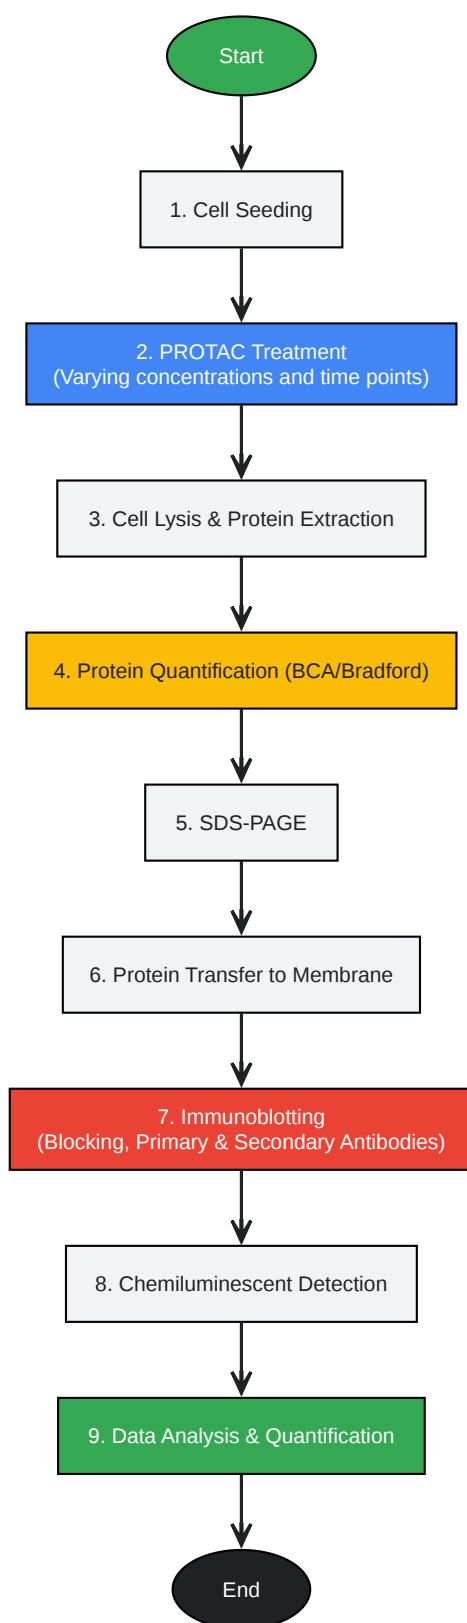 Start
1. Cell Seeding
2. PROTAC Treatment
(Varying concentrations and time points)
3. Cell Lysis & Protein Extraction
4. Protein Quantification (BCA/Bradford)
5. SDS-PAGE
6. Protein Transfer to Membrane
7. Immunoblotting
(Blocking, Primary & Secondary Antibodies)
8. Chemiluminescent Detection
9. Data Analysis & Quantification
End